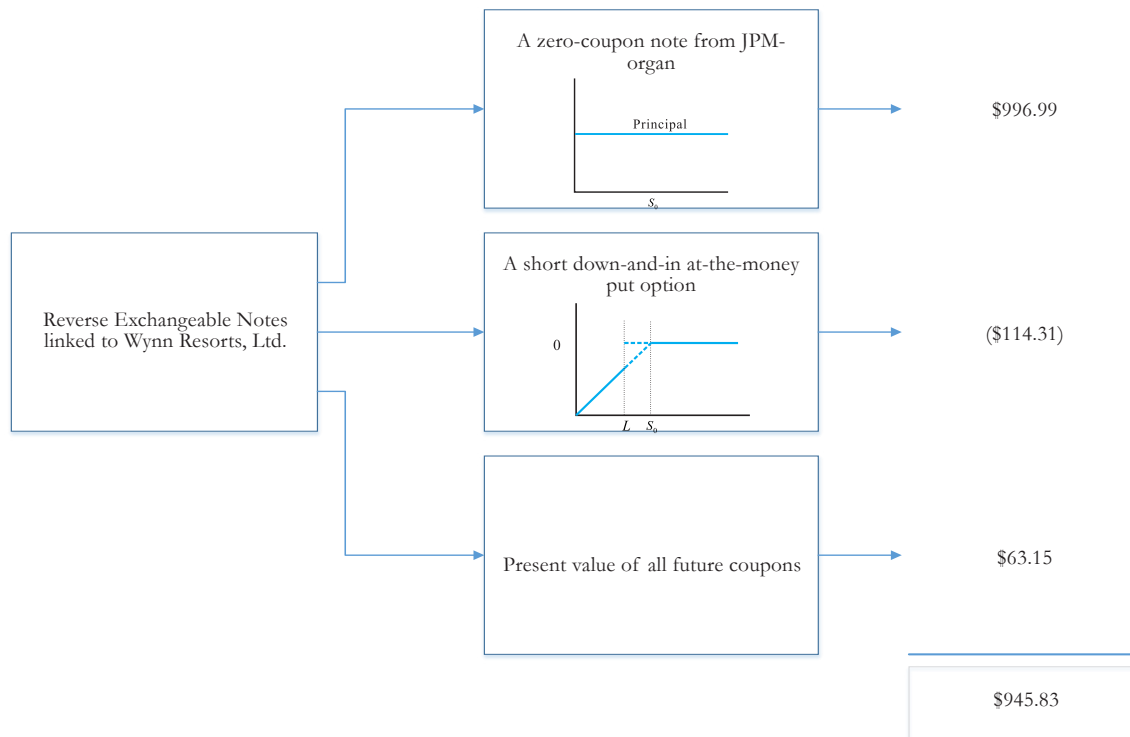 A zero-coupon note from JPM-
organ
Principal
S₀
$996.99
Reverse Exchangeable Notes
linked to Wynn Resorts, Ltd.
A short down-and-in at-the-money
put option
0
L S₀
($114.31)
Present value of all future coupons
$63.15
$945.83